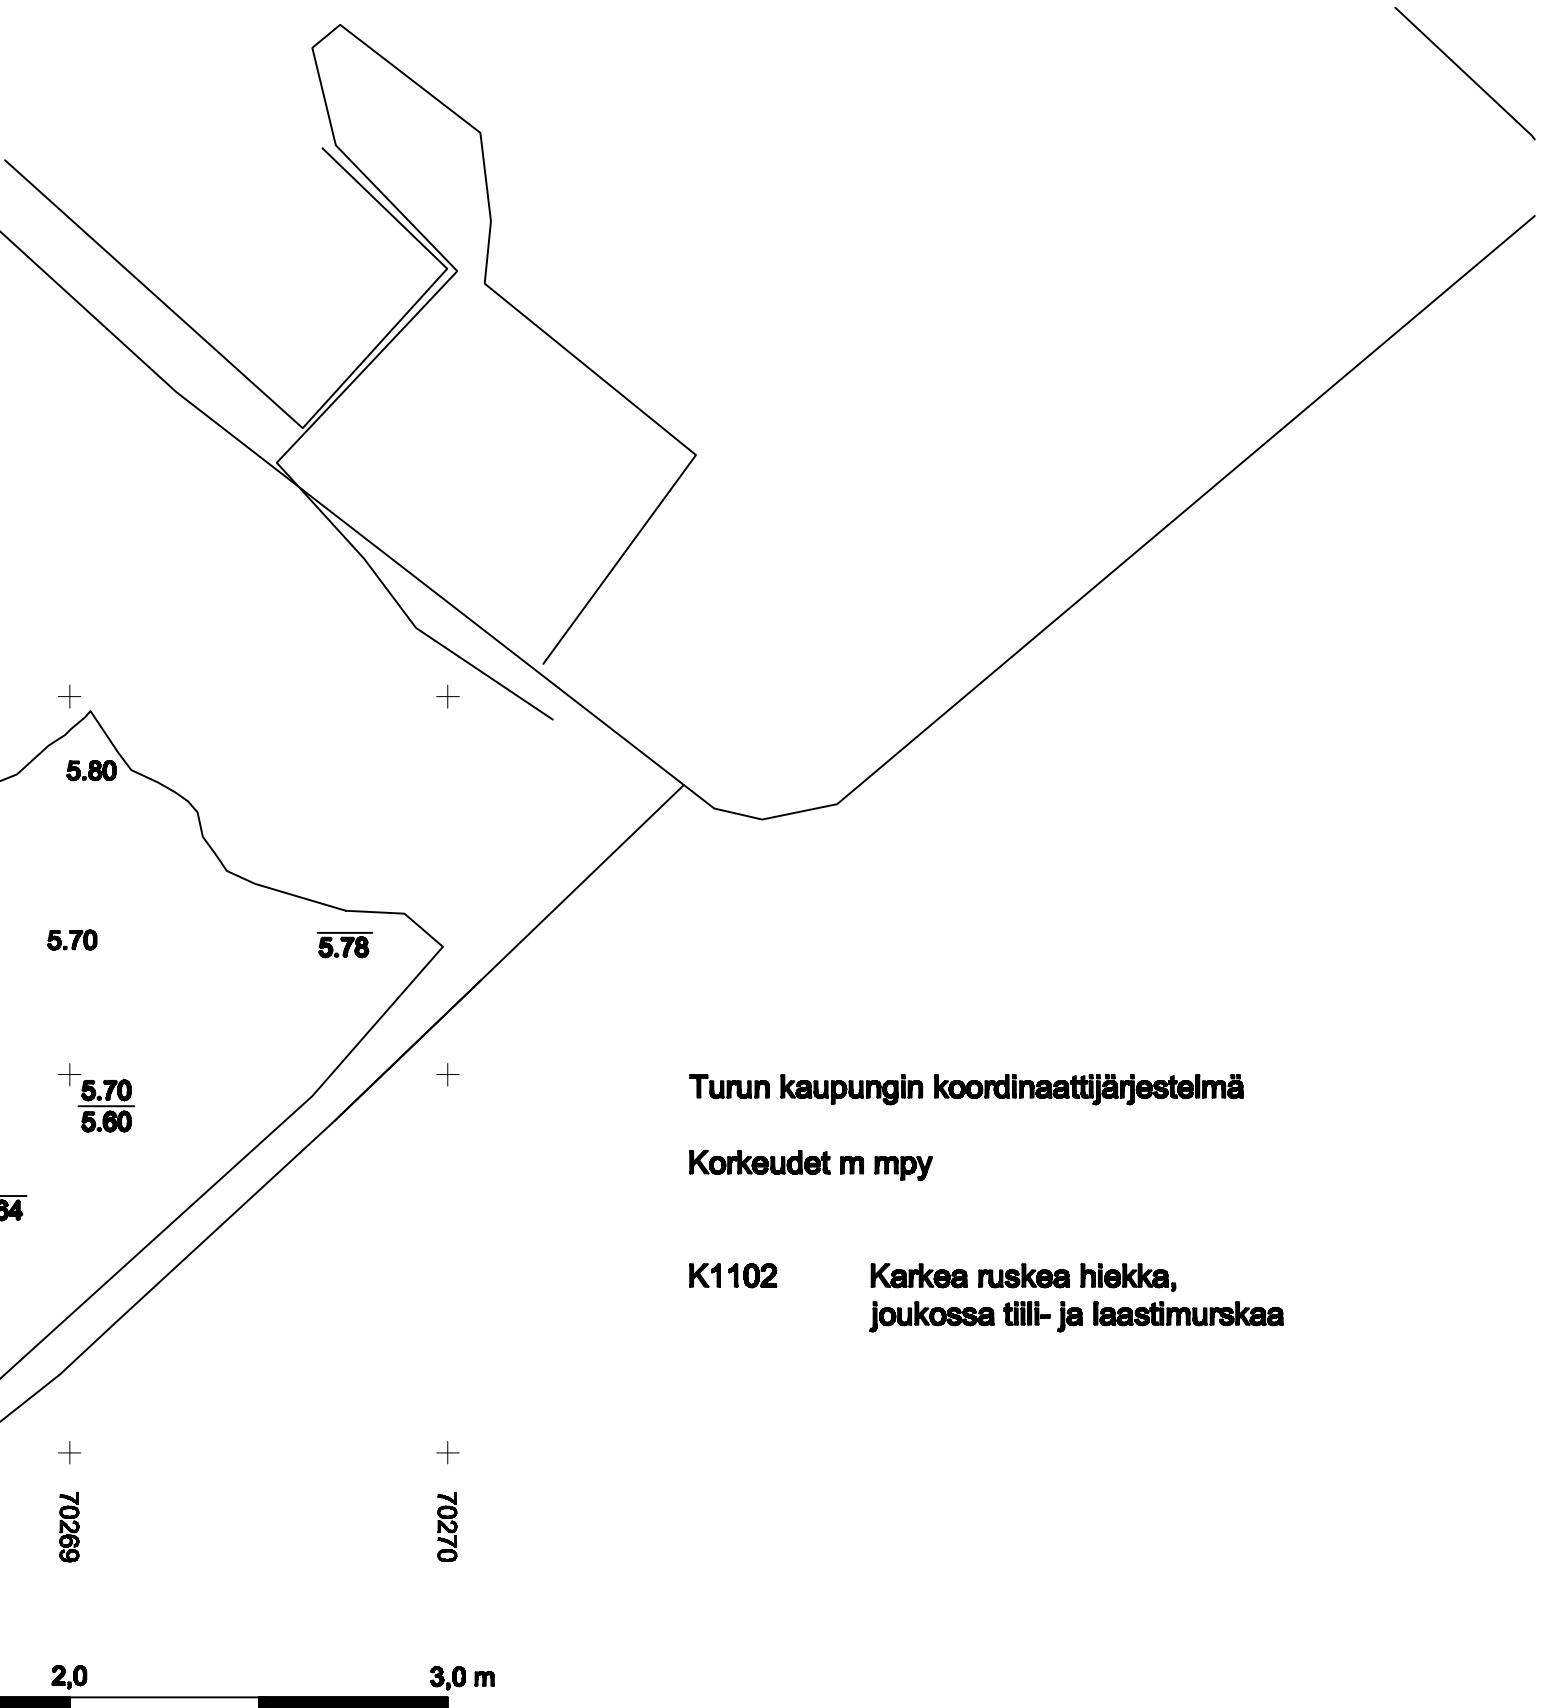 5.80
5.70
5.78
5.70
5.60
64
Turun kaupungin koordinaattijärjestelmä
Korkeudet m mpy
K1102 Karkea ruskea hiekka,
joukossa tiili- ja laastimurskaa
70269
70270
2,0
3,0 m